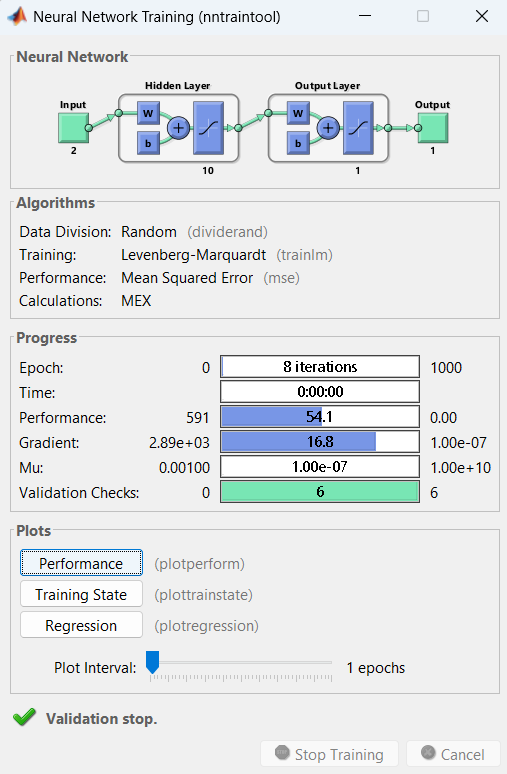 Neural Network Training (nntraintool)
Neural Network
Hidden Layer
Output Layer
Input
Output
W
b
+
W
b
+
2
10
1
1
Algorithms
Data Division: Random (dividerand)
Training: Levenberg-Marquardt (trainlm)
Performance: Mean Squared Error (mse)
Calculations: MEX
Progress
Epoch: 0 8 iterations 1000
Time: 0:00:00
Performance: 591 54.1 0.00
Gradient: 2.89e+03 16.8 1.00e-07
Mu: 0.00100 1.00e-07 1.00e+10
Validation Checks: 0 6 6
Plots
Performance (plotperform)
Training State (plottrainstate)
Regression (plotregression)
Plot Interval: 1 epochs
Validation stop.
Stop Training Cancel